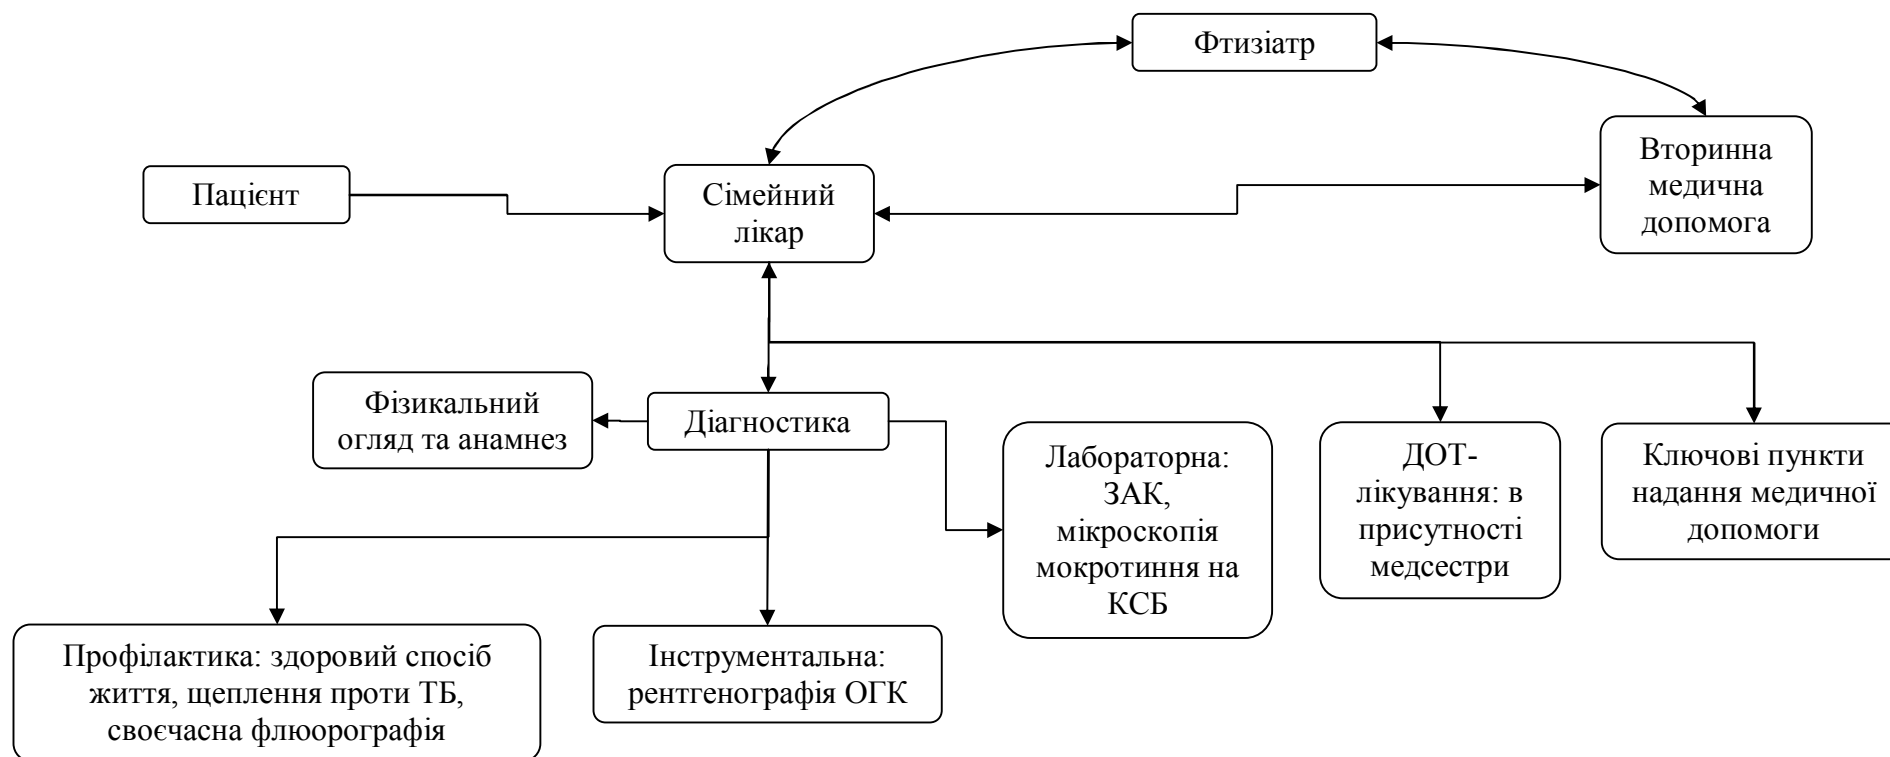 Фтизіатр
Вторинна
медична
допомога
Пацієнт
Сімейний
лікар
Фізикальний
огляд та анамнез
Діагностика
Лабораторна:
ЗАК,
мікроскопія
мокротиння на
КСБ
ДОТ-
лікування: в
присутності
медсестри
Ключові пункти
надання медичної
допомоги
Профілактика: здоровий спосіб
життя, щеплення проти ТБ,
своєчасна флюорографія
Інструментальна:
рентгенографія ОГК